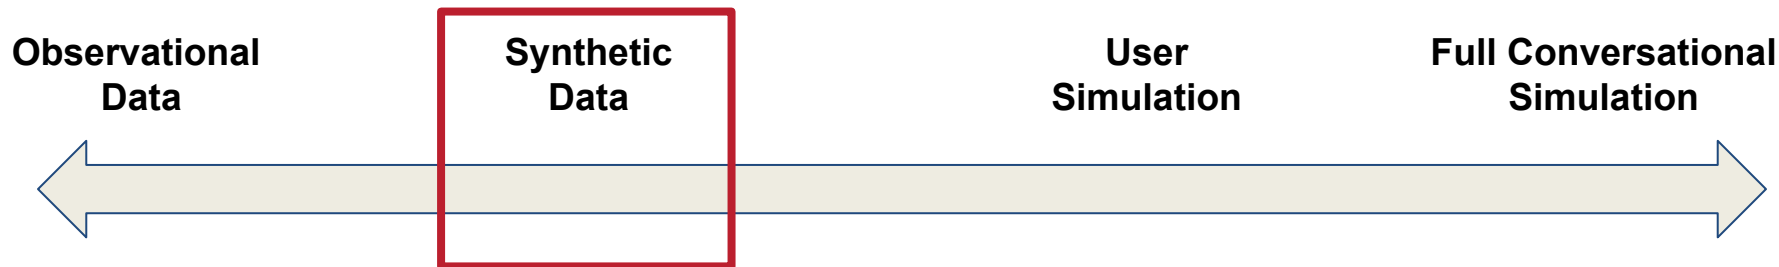 Observational
Data
Synthetic
Data
User
Simulation
Full Conversational
Simulation